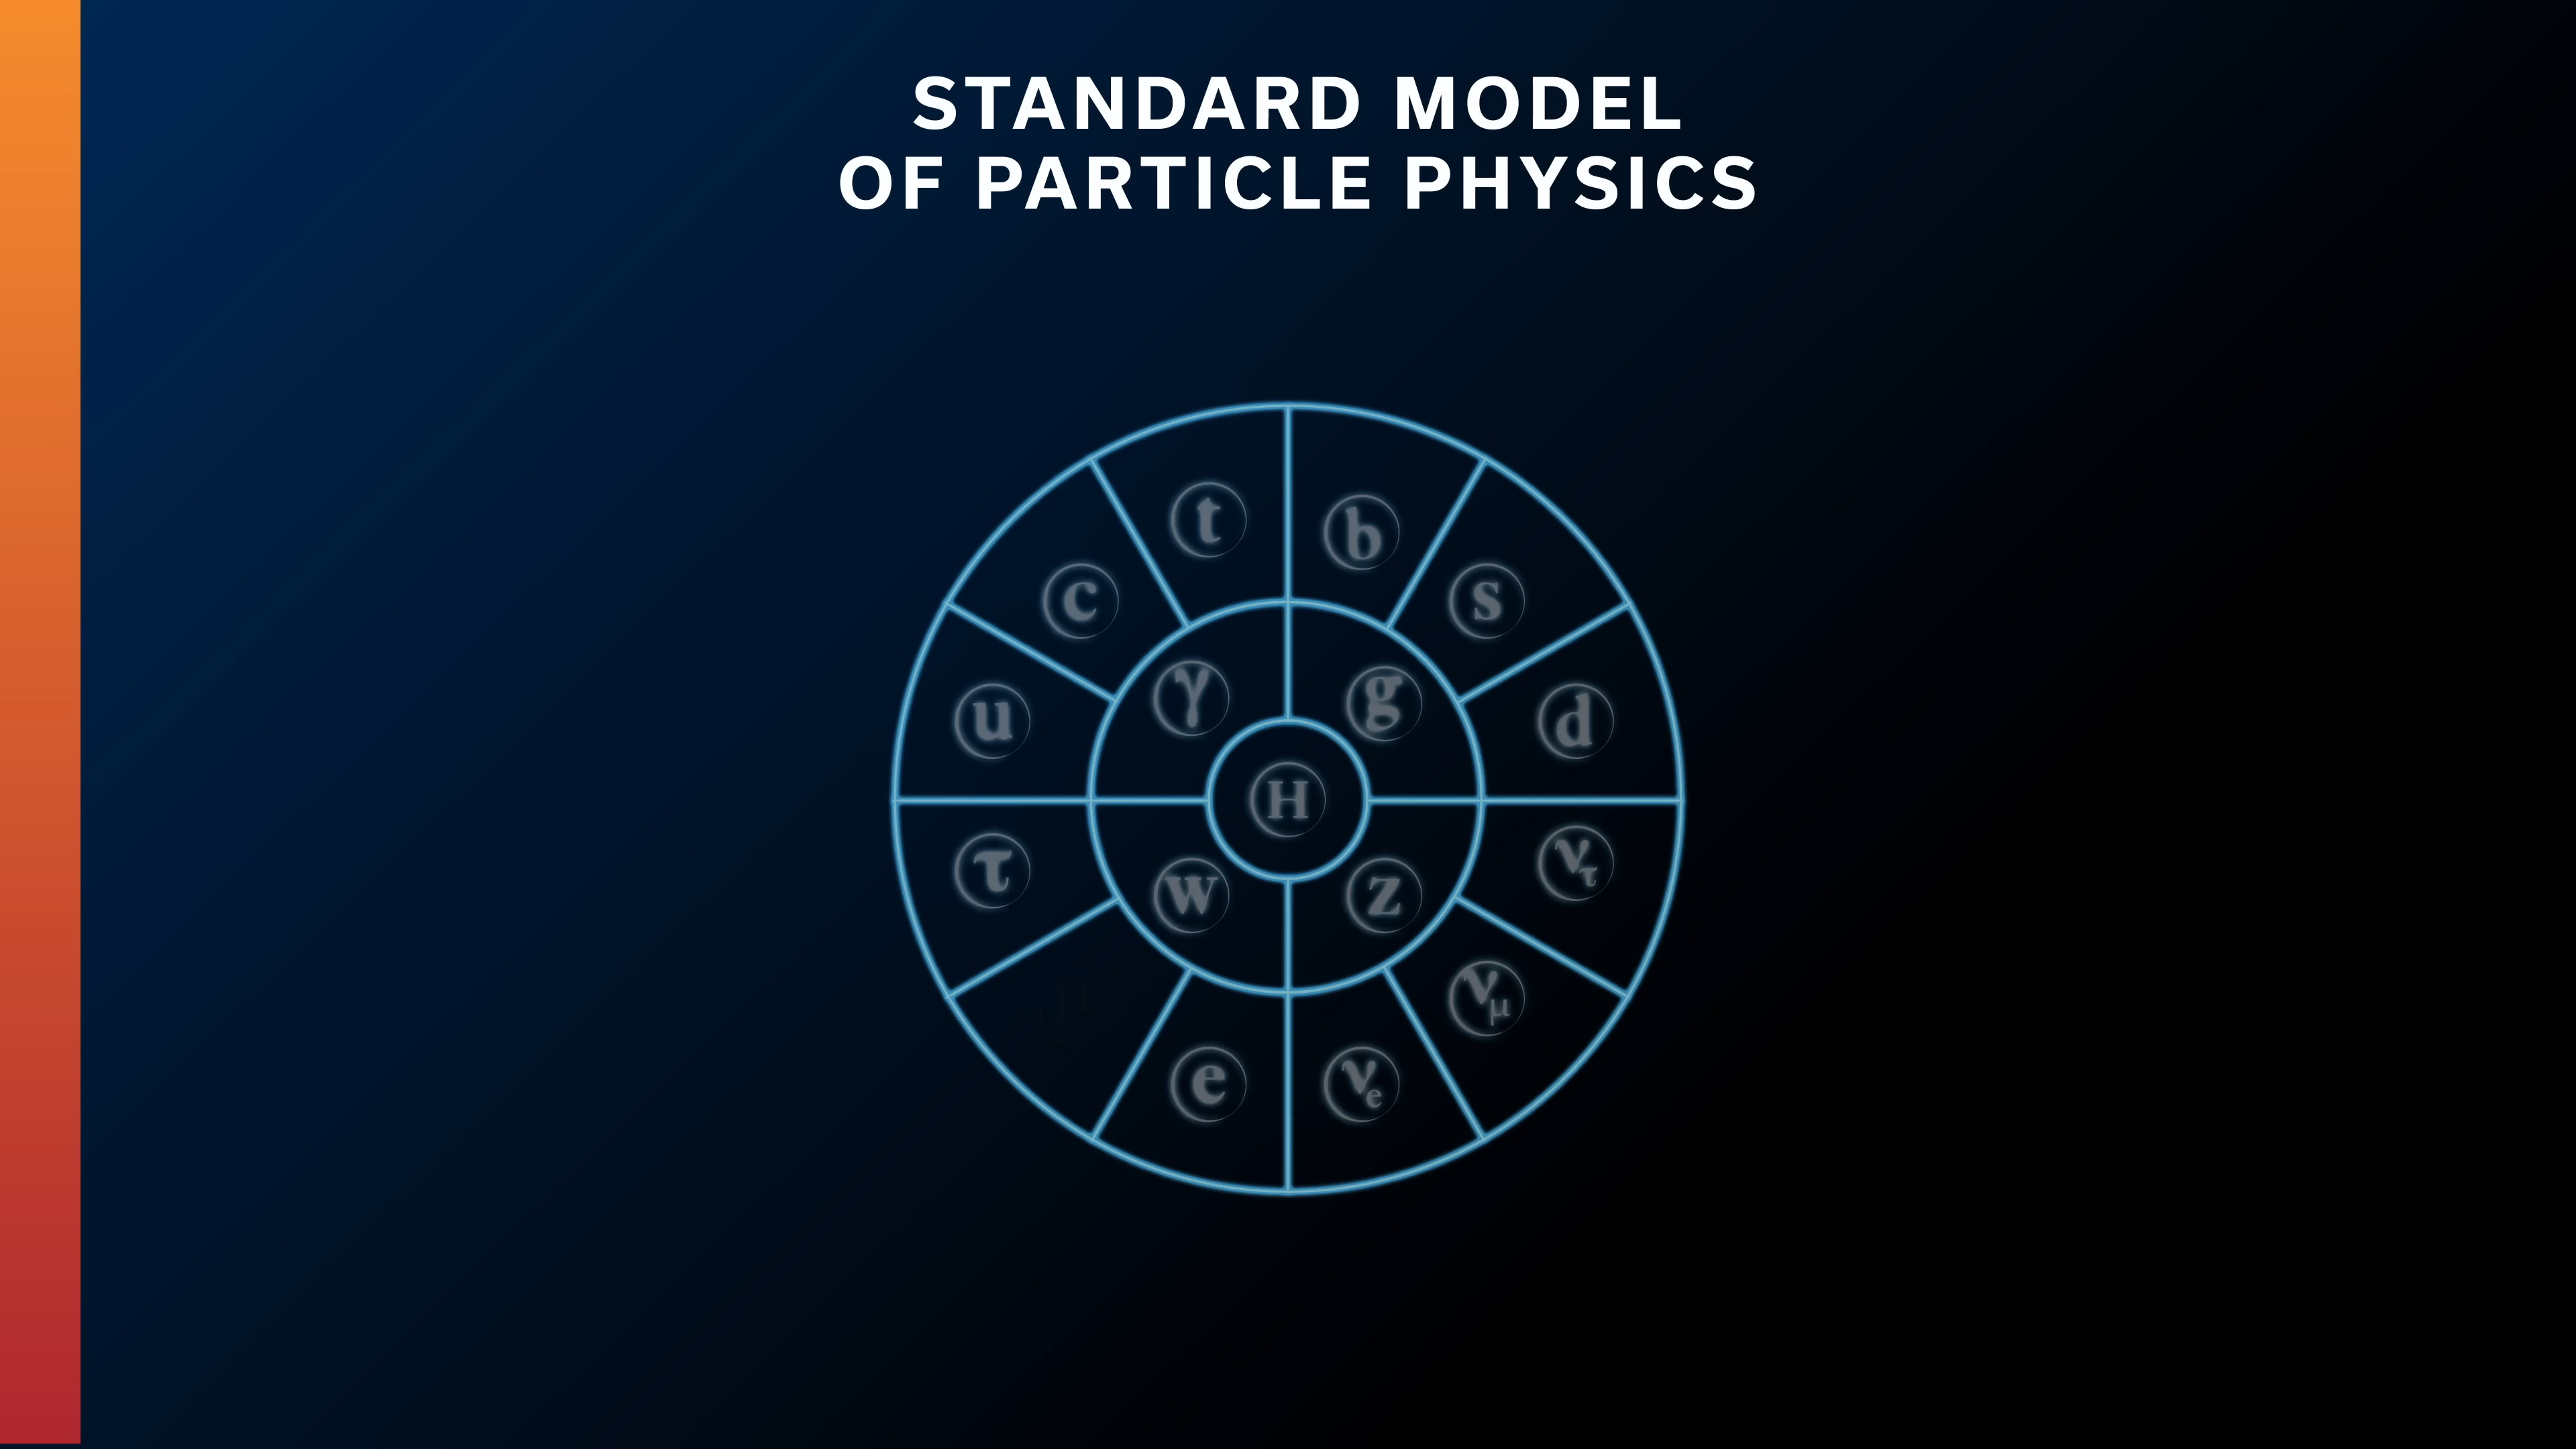 STANDARD MODEL
OF PARTICLE PHYSICS
t
b
c
s
γ
g
u
d
H
τ
ντ
w
z
μ
νμ
e
νe